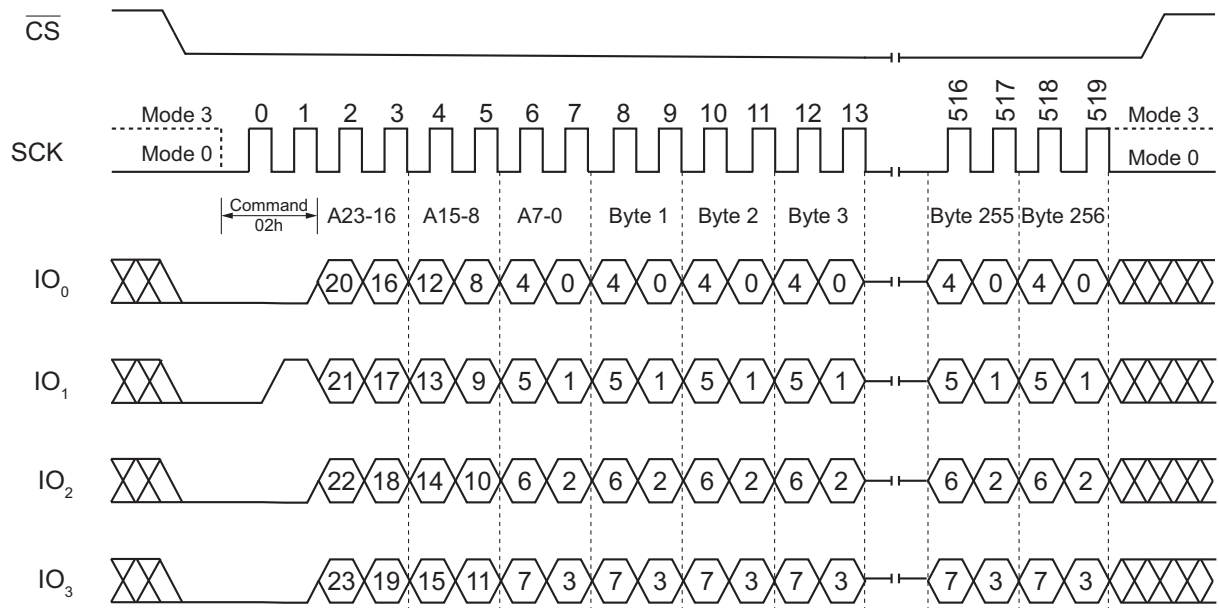 CS
Mode 3
0 1 2 3 4 5 6 7 8 9 10 11 12 13 516 517 518 519
Mode 3
SCK
Mode 0
Mode 0
Command
02h
A23-16 A15-8 A7-0 Byte 1 Byte 2 Byte 3 Byte 255 Byte 256
IO0 20 16 12 8 4 0 4 0 4 0 4 0 4 0 4 0
IO1 21 17 13 9 5 1 5 1 5 1 5 1 5 1 5 1
IO2 22 18 14 10 6 2 6 2 6 2 6 2 6 2 6 2
IO3 23 19 15 11 7 3 7 3 7 3 7 3 7 3 7 3